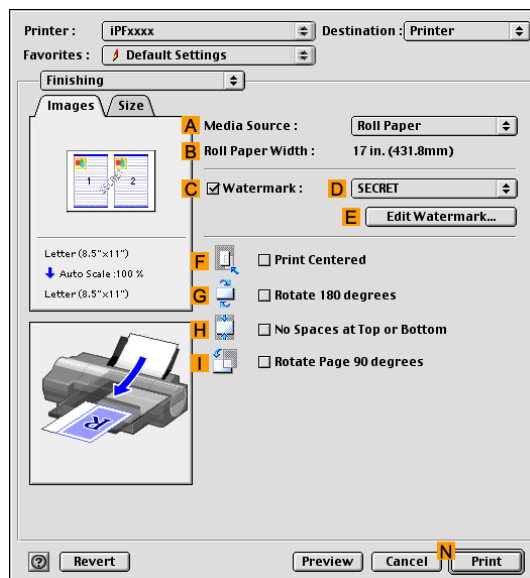 Printer : iPFxxxx Destination : Printer
Favorites : Default Settings
Finishing
Images Size
A Media Source : Roll Paper
B Roll Paper Width : 17 in. (431.8mm)
1 2
SECRET
C Watermark : D SECRET
E Edit Watermark...
Letter (8.5"x11")
Auto Scale :100 %
Letter (8.5"x11")
F Print Centered
G Rotate 180 degrees
H No Spaces at Top or Bottom
I Rotate Page 90 degrees
R
N
? Revert Preview Cancel Print